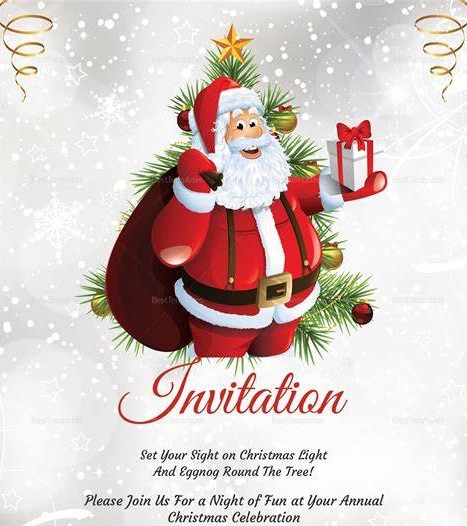 Invitation
Set Your Sight on Christmas Light
And Eggnog Round The Tree!
Please Join Us For a Night of Fun at Your Annual
Christmas Celebration